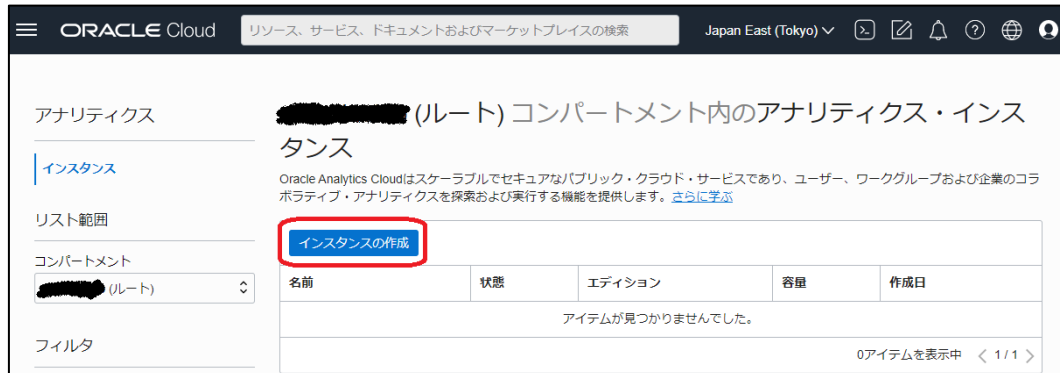 ORACLE Cloud
リソース、サービス、ドキュメントおよびマーケットプレイスの検索
Japan East (Tokyo)
アナリティクス
インスタンス
リスト範囲
コンパートメント
(ルート)
フィルタ
(ルート) コンパートメント内のアナリティクス・インス
タンス
Oracle Analytics Cloudはスケーラブルでセキュアなパブリック・クラウド・サービスであり、ユーザー、ワークグループおよび企業のコラ
ボラティブ・アナリティクスを探索および実行する機能を提供します。さらに学ぶ
インスタンスの作成
名前 状態 エディション 容量 作成日
アイテムが見つかりませんでした。
0アイテムを表示中 < 1 / 1 >